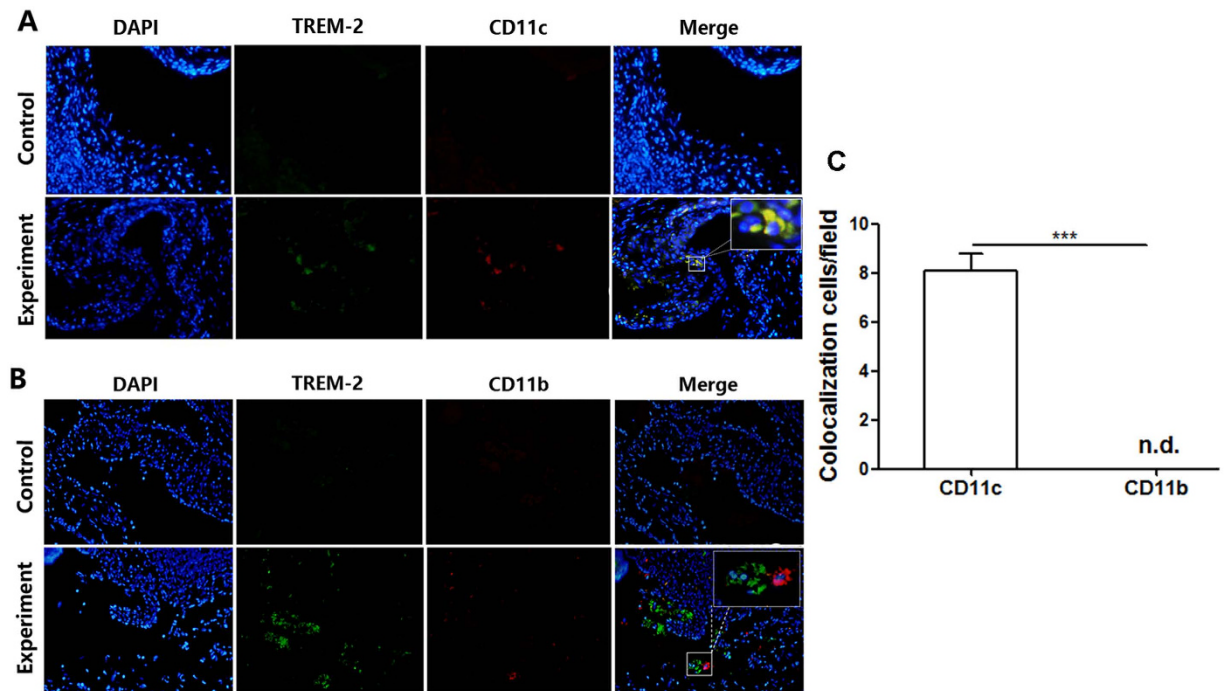 A
DAPI TREM-2 CD11c Merge
Control
Experiment
B
DAPI TREM-2 CD11b Merge
Control
Experiment
C
Colocalization cells/field
10
8
6
4
2
0
***
n.d.
CD11c CD11b